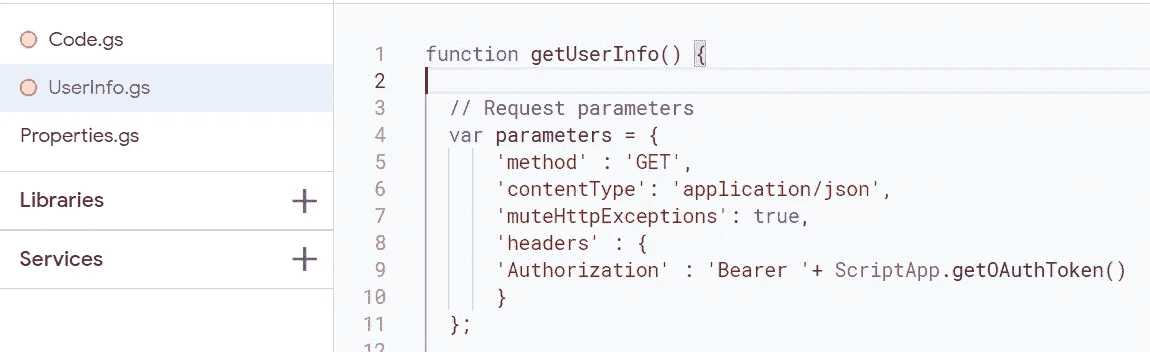 Code.gs
UserInfo.gs
Properties.gs
Libraries
Services
1 function getUserInfo() {
2
3 // Request parameters
4 var parameters = {
5 'method' : 'GET',
6 'contentType': 'application/json',
7 'muteHttpExceptions': true,
8 'headers' : {
9 'Authorization' : 'Bearer '+ ScriptApp.getOAuthToken()
10 }
11 };
12